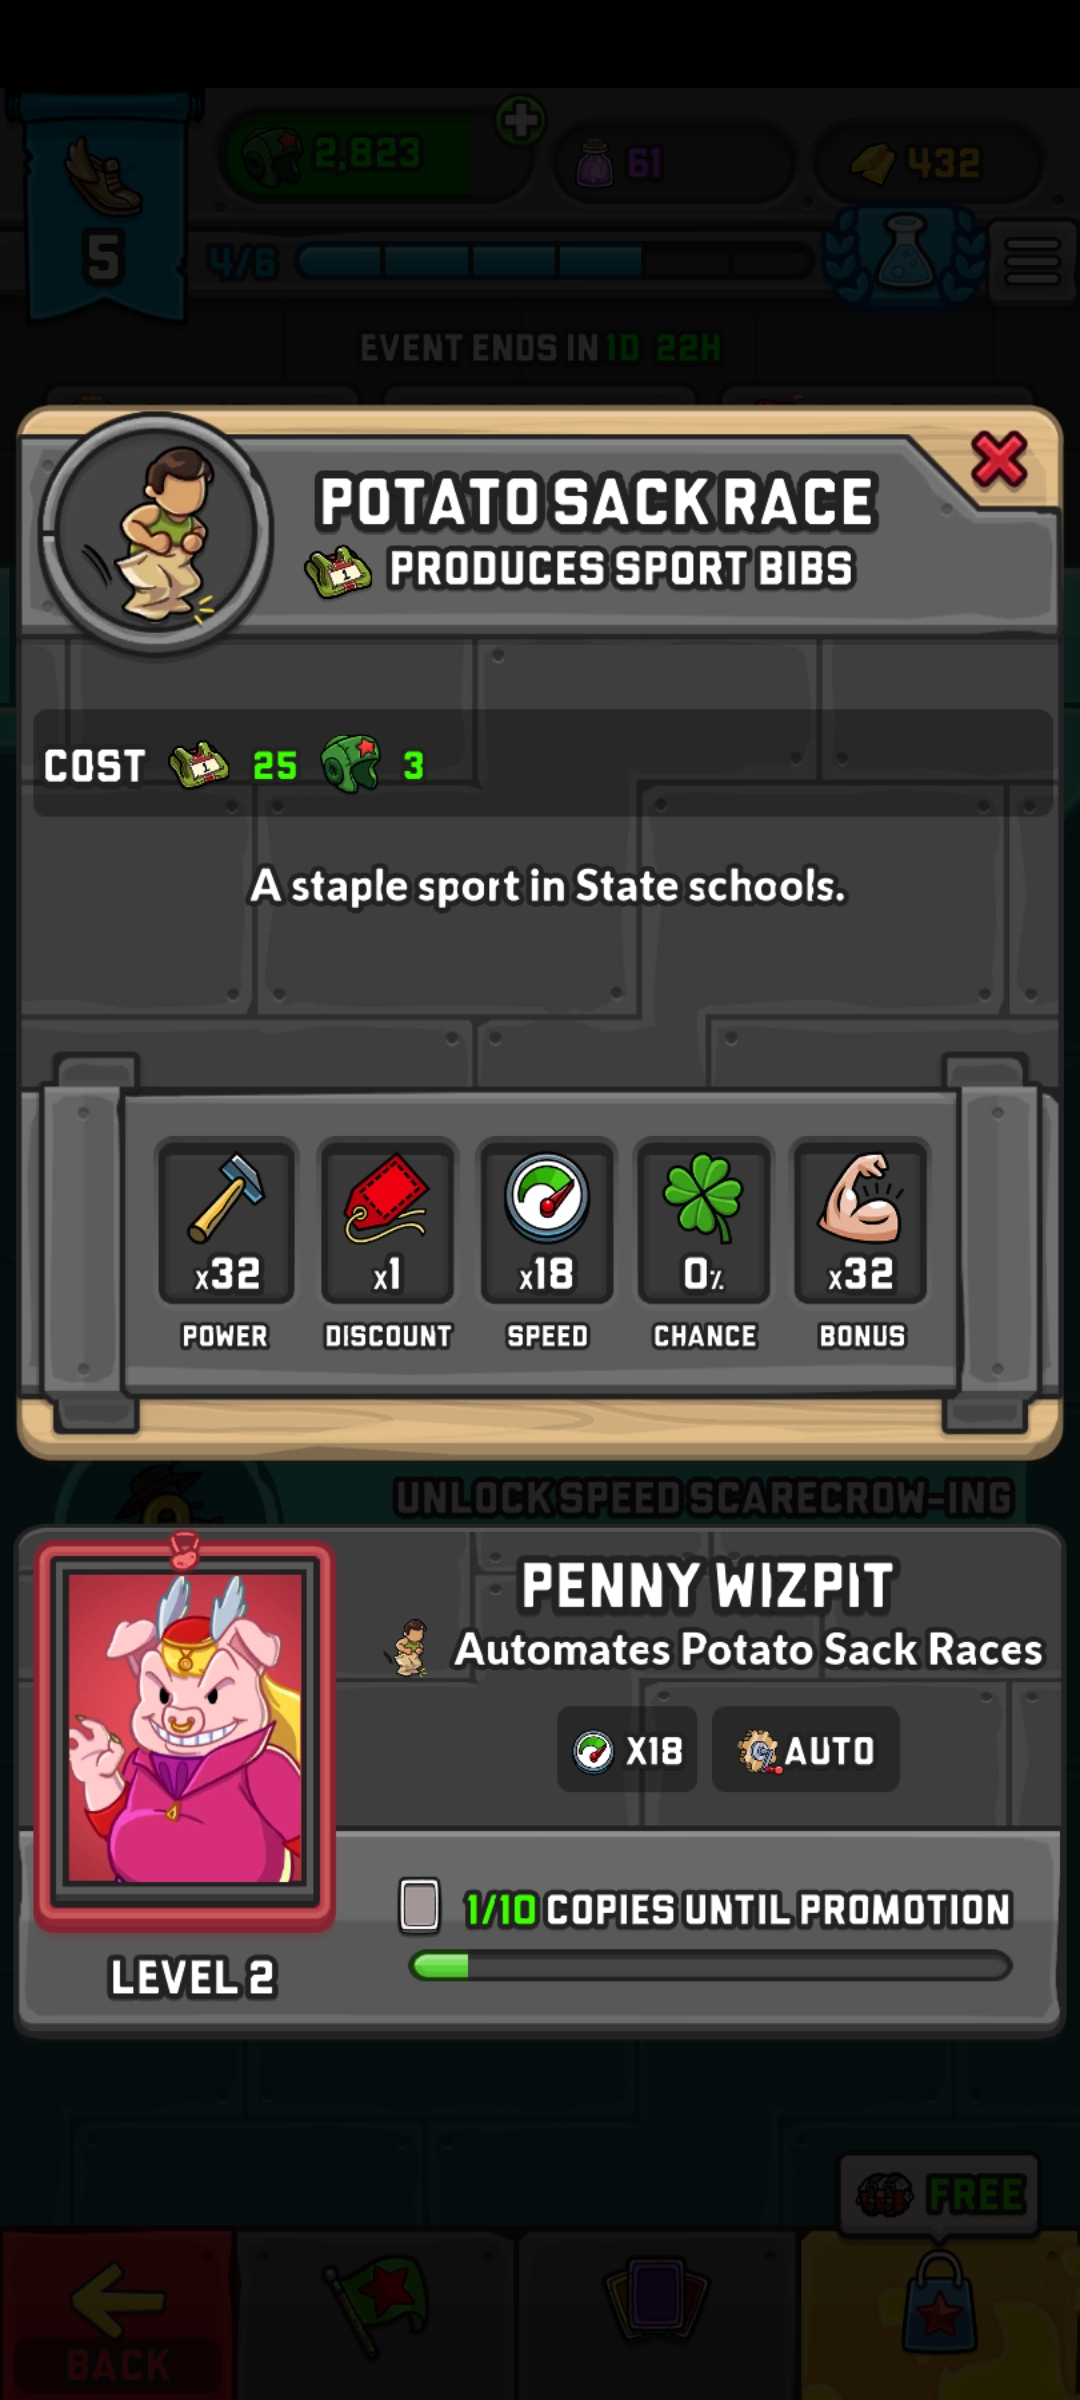 2,823
61
432
5
4/6
EVENT ENDS IN 1D 22H
POTATO SACK RACE
PRODUCES SPORT BIBS
COST 25 3
A staple sport in State schools.
x32 x1 x18 0% x32
POWER DISCOUNT SPEED CHANCE BONUS
UNLOCK SPEED SCARECROW-ING
PENNY WIZPIT
Automates Potato Sack Races
X18 AUTO
1/10 COPIES UNTIL PROMOTION
LEVEL 2
FREE
BACK